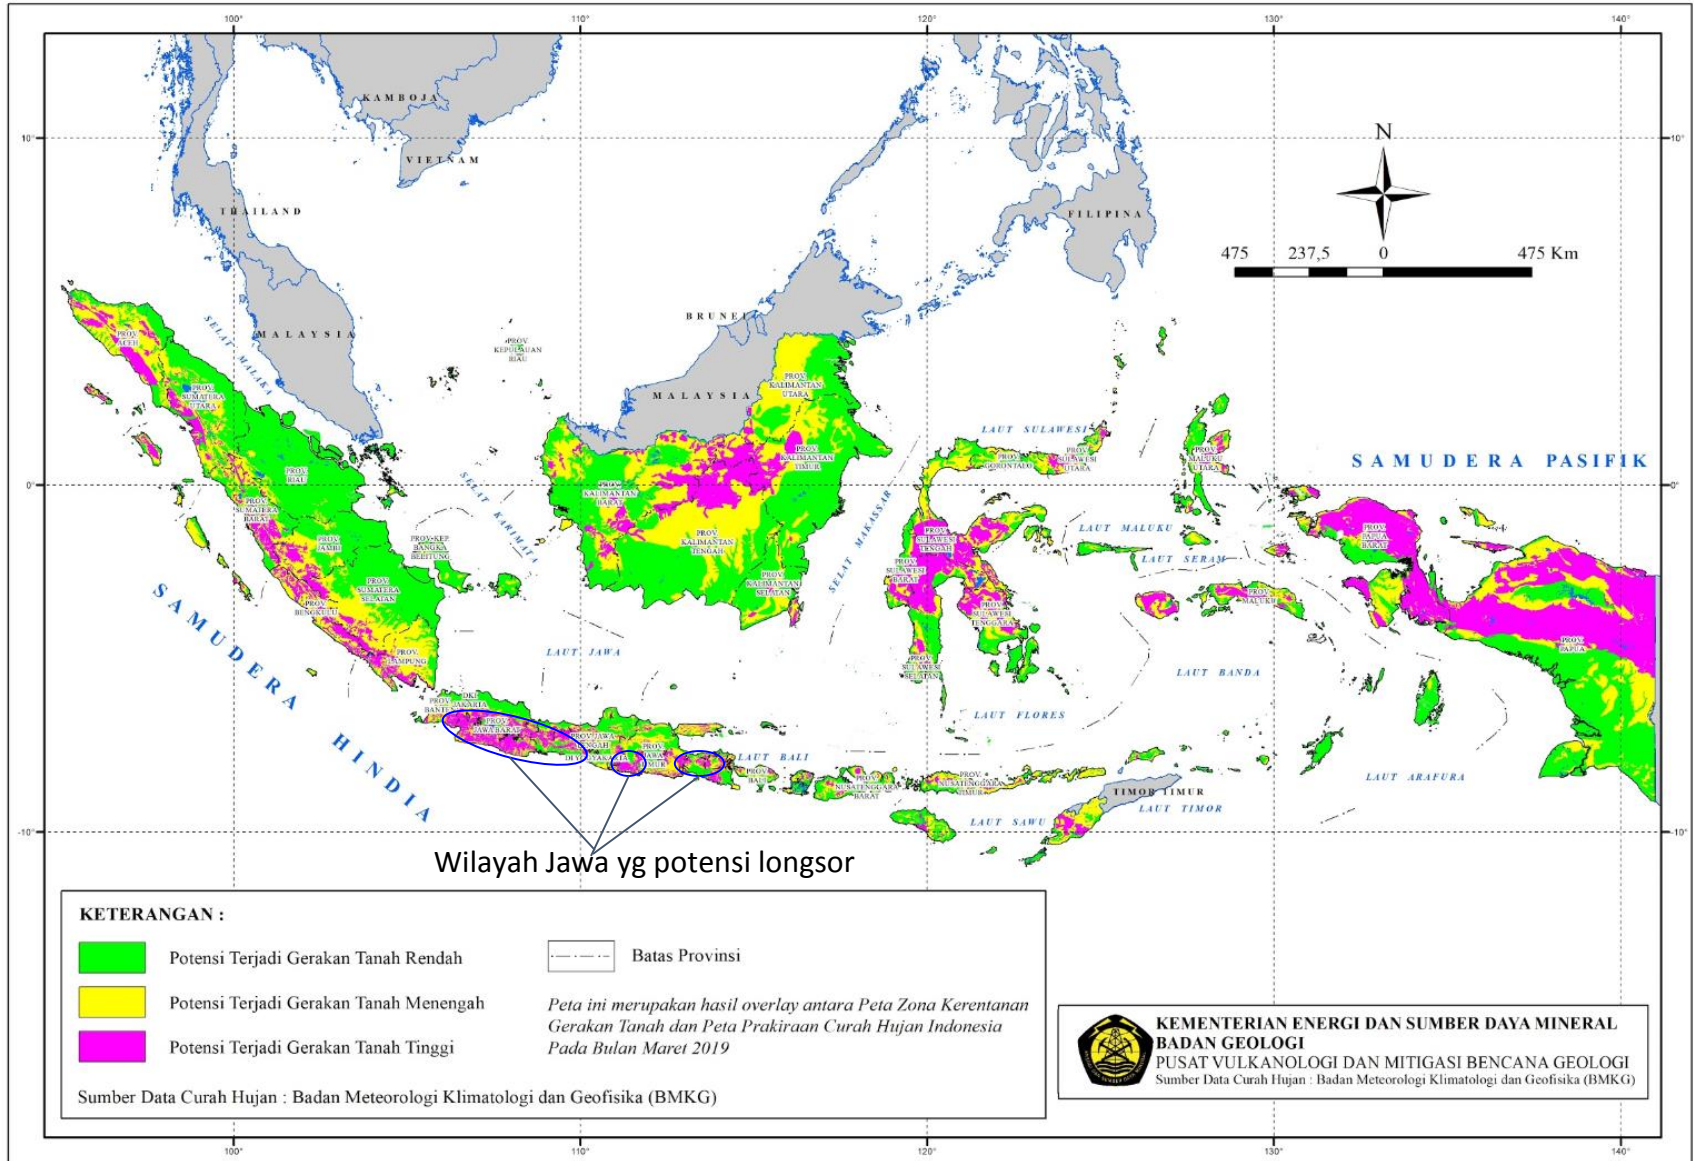 100°
110°
120°
130°
140°
10°
10°
0°
0°
-10°
-10°
KAMBOJA
VIETNAM
THAILAND
FILIPINA
N
475 237,5 0 475 Km
MALAYSIA
BRUNEI
MALAYSIA
SELAT MALAK
PROV.
ACEH
PROV.
SUMATERA
UTARA
PROV.
KEPULAUAN
RIAU
PROV.
RIAU
PROV.
SUMATERA
BARAT
PROV.
JAMBI
PROV.KEP.
BANGKA
BELITUNG
PROV.
SUMATERA
SELATAN
PROV.
BENGKULU
PROV.
LAMPUNG
SELAT KARIMATA
PROV.
KALIMANTAN
UTARA
PROV.
KALIMANTAN
TIMUR
PROV.
KALIMANTAN
BARAT
PROV.
KALIMANTAN
TENGAH
PROV.
KALIMANTAN
SELATAN
SELAT MAKASSAR
LAUT SULAWESI
PROV.
GORONTALO
PROV.
SULAWESI
UTARA
PROV.
SULAWESI
TENGAH
PROV.
SULAWESI
BARAT
PROV.
SULAWESI
TENGGARA
PROV.
SULAWESI
SELATAN
PROV.
MALUKU
UTARA
SAMUDERA PASIFIK
LAUT MALUKU
LAUT SERAM
PROV.
MALUKU
PROV.
PAPUA
BARAT
PROV.
PAPUA
SAMUDERA HINDIA
LAUT JAWA
LAUT BANDA
LAUT FLORES
LAUT BALI
LAUT SAWU
LAUT TIMOR
LAUT ARAFURA
TIMOR TIMUR
DKI
JAKARTA
PROV.
BANTEN
PROV.
JAWA BARAT
PROV. JAWA
TENGAH
DI YOGYAKARTA
PROV.
JAWA
TIMUR
PROV.
BALI
PROV.
NUSATENGGARA
BARAT
PROV.
NUSATENGGARA
TIMUR
Wilayah Jawa yg potensi longsor
KETERANGAN :
Potensi Terjadi Gerakan Tanah Rendah
Potensi Terjadi Gerakan Tanah Menengah
Potensi Terjadi Gerakan Tanah Tinggi
Batas Provinsi
Peta ini merupakan hasil overlay antara Peta Zona Kerentanan
Gerakan Tanah dan Peta Prakiraan Curah Hujan Indonesia
Pada Bulan Maret 2019
Sumber Data Curah Hujan : Badan Meteorologi Klimatologi dan Geofisika (BMKG)
KEMENTERIAN ENERGI DAN SUMBER DAYA MINERAL
BADAN GEOLOGI
PUSAT VULKANOLOGI DAN MITIGASI BENCANA GEOLOGI
Sumber Data Curah Hujan : Badan Meteorologi Klimatologi dan Geofisika (BMKG)
100°
110°
120°
130°
140°